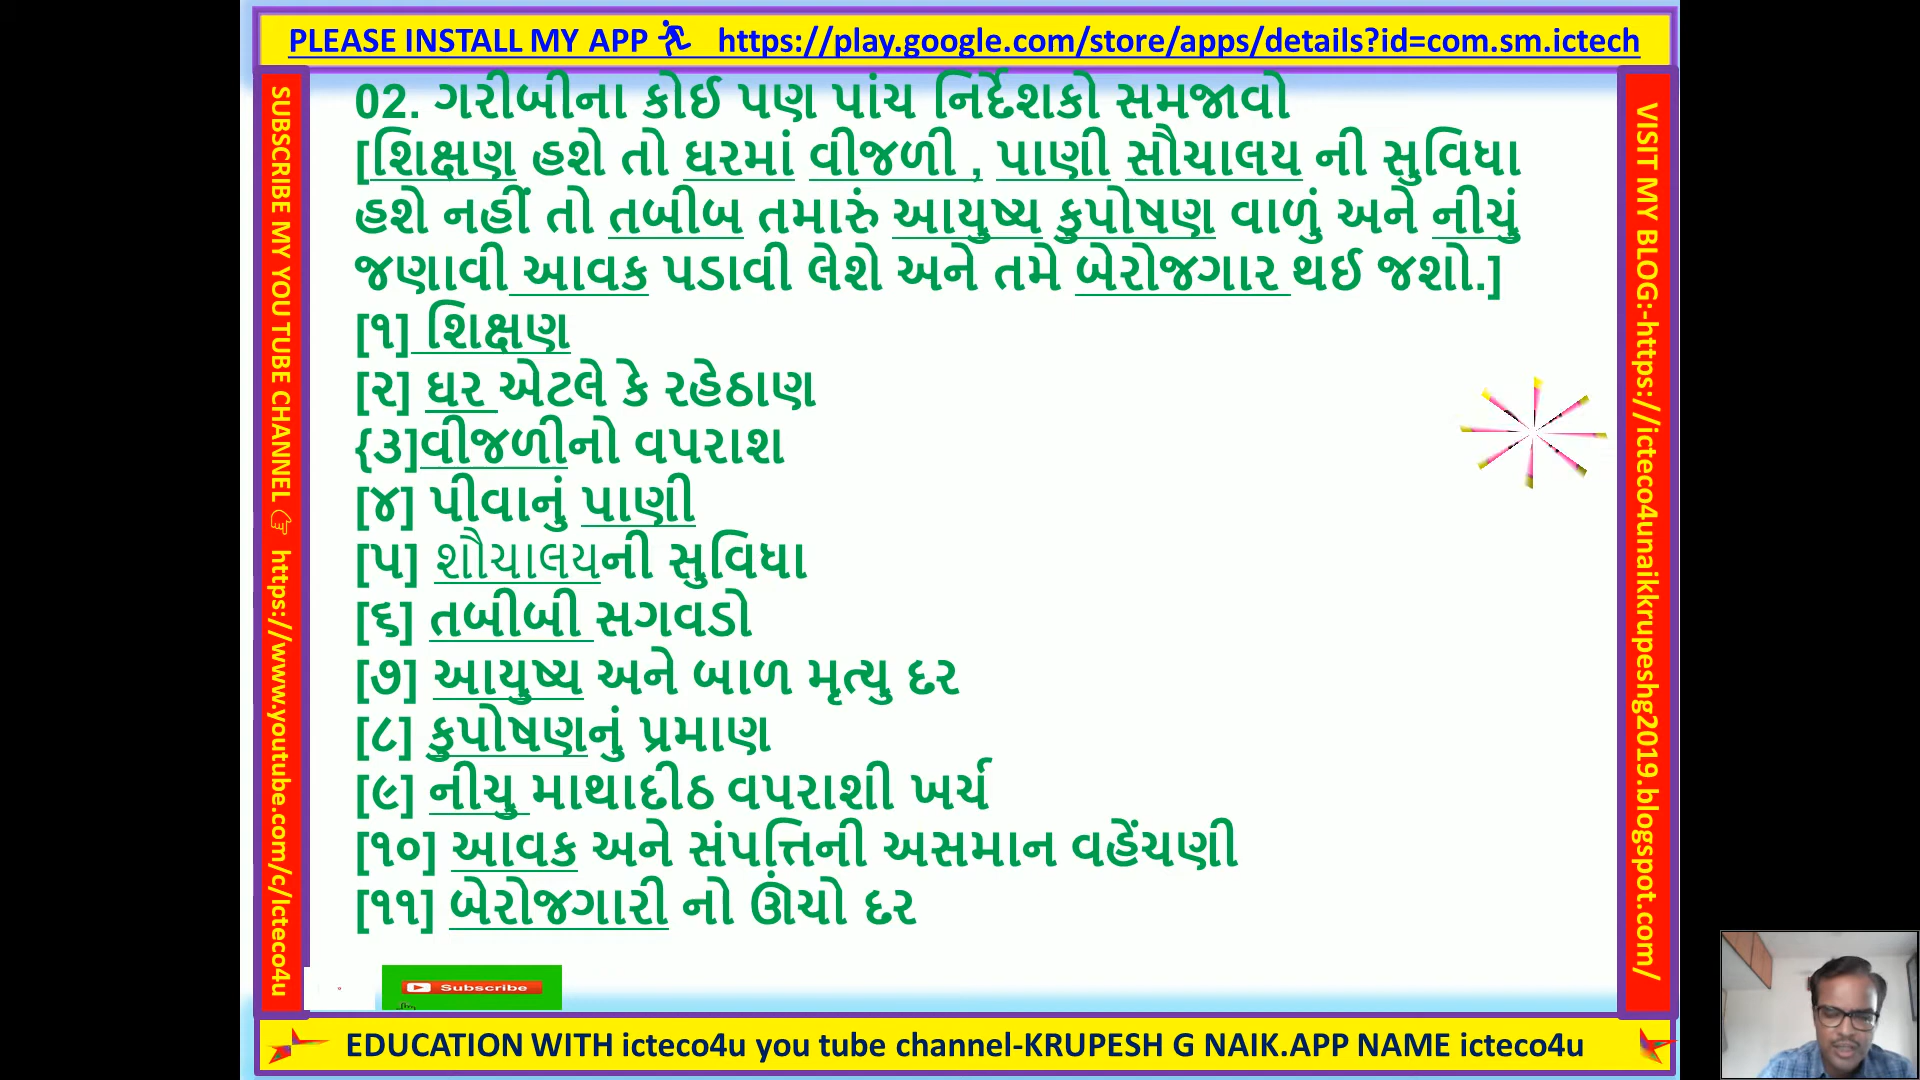 PLEASE INSTALL MY APP https://play.google.com/store/apps/details?id=com.sm.ictech
SUBSCRIBE MY YOU TUBE CHANNEL https://www.youtube.com/c/Icteco4u
02. ગરીબીના કોઈ પણ પાંચ નિર્દેશકો સમજાવો
[શિક્ષણ હશે તો ઘરમાં વીજળી , પાણી સૌચાલય ની સુવિધા
હશે નહીં તો તબીબ તમારું આયુષ્ય કુપોષણ વાળું અને નીચું
જણાવી આવક પડાવી લેશે અને તમે બેરોજગાર થઈ જશો.]
[૧] શિક્ષણ
[૨] ઘર એટલે કે રહેઠાણ
{૩]વીજળીનો વપરાશ
[૪] પીવાનું પાણી
[૫] શૌચાલયની સુવિધા
[૬] તબીબી સગવડો
[૭] આયુષ્ય અને બાળ મૃત્યુ દર
[૮] કુપોષણનું પ્રમાણ
[૯] નીચુ માથાદીઠ વપરાશી ખર્ચ
[૧૦] આવક અને સંપત્તિની અસમાન વહેંચણી
[૧૧] બેરોજગારી નો ઊંચો દર
Subscribe
VISIT MY BLOG:-https://icteco4unaikkrupeshg2019.blogspot.com/
EDUCATION WITH icteco4u you tube channel-KRUPESH G NAIK.APP NAME icteco4u